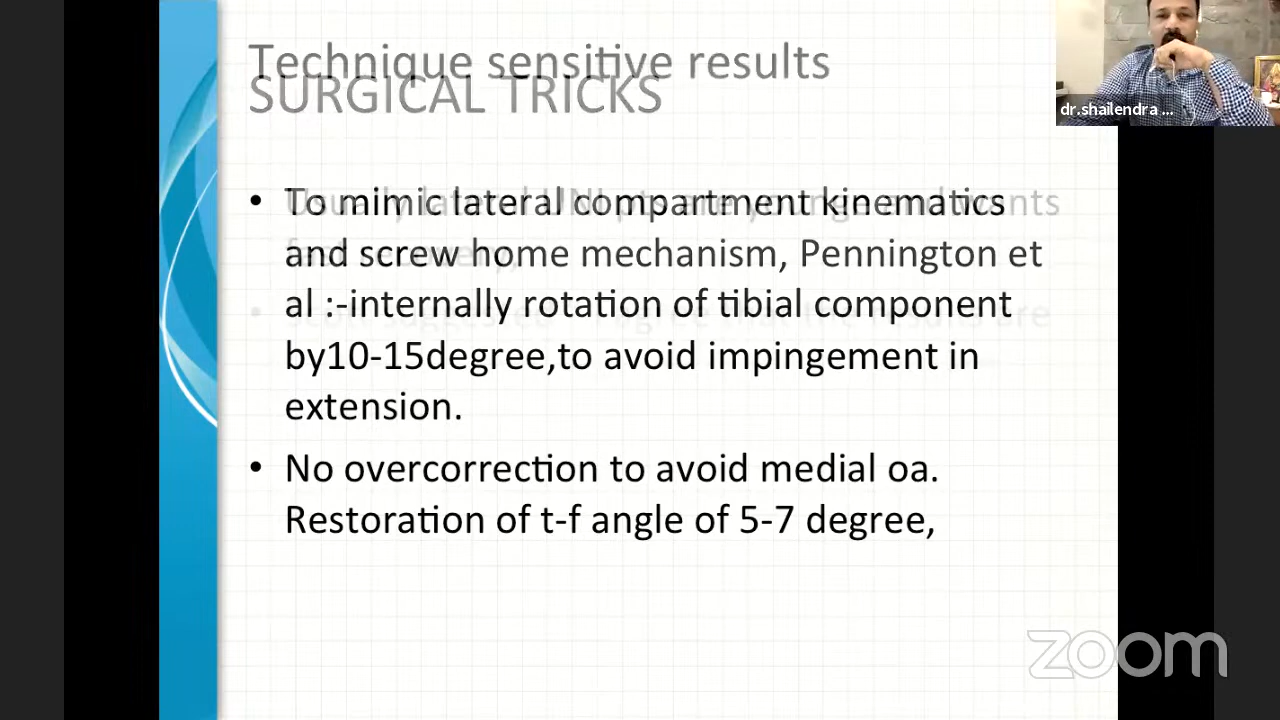 Technique sensitive results
SURGICAL TRICKS
dr.shailendra ...
• To mimic lateral compartment kinematics
and screw home mechanism, Pennington et
al :-internally rotation of tibial component
by10-15degree,to avoid impingement in
extension.
• No overcorrection to avoid medial oa.
Restoration of t-f angle of 5-7 degree,
zoom